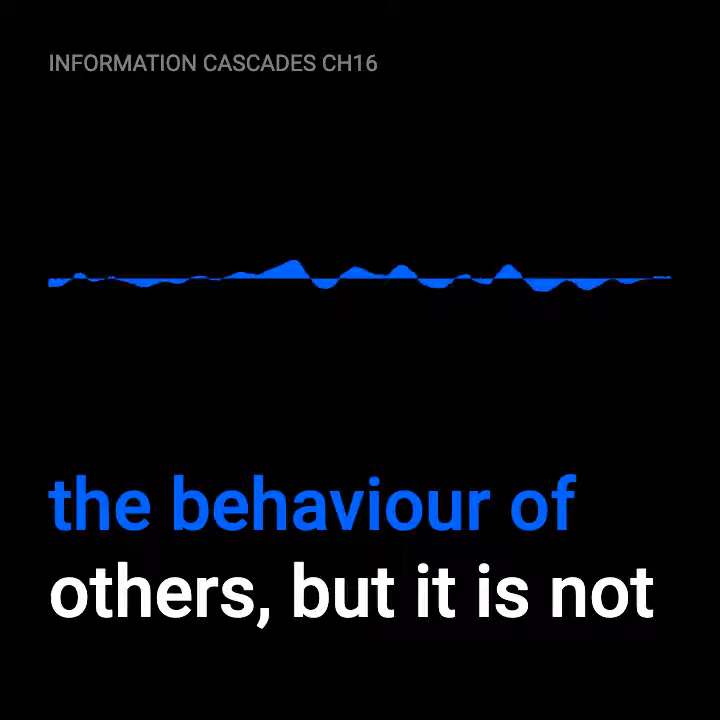 INFORMATION CASCADES CH16
the behaviour of
others, but it is not